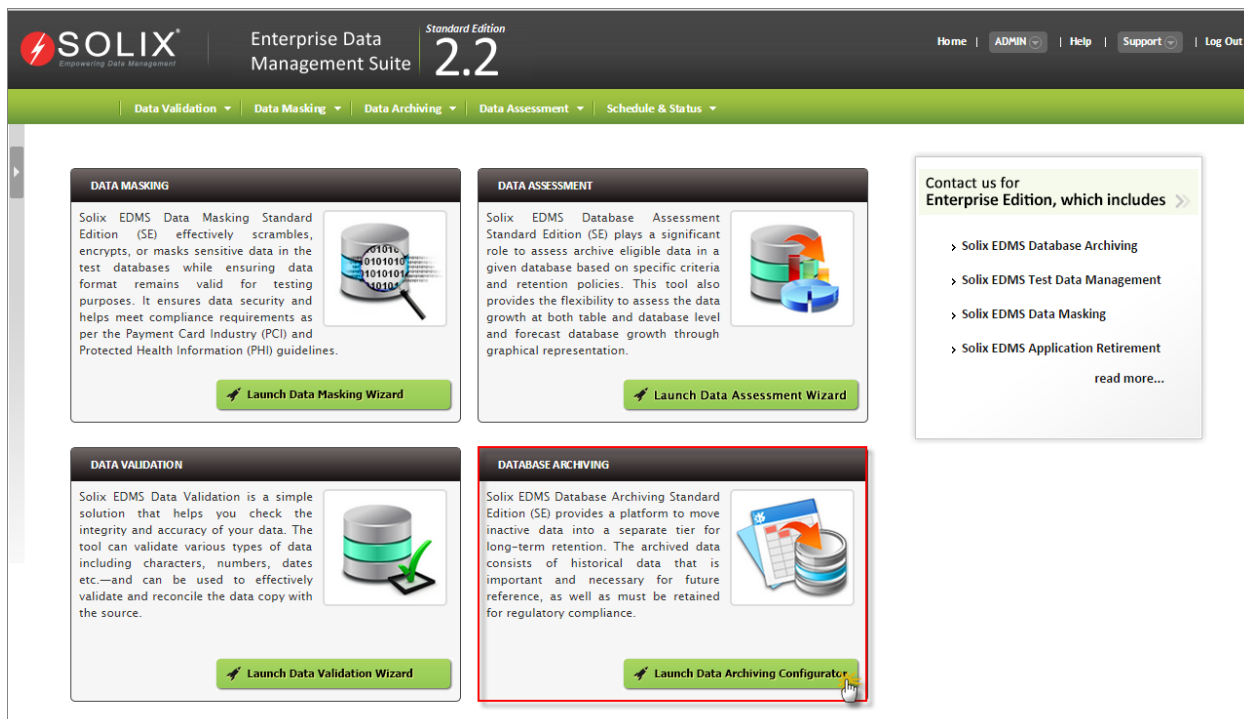 SOLIX
Empowering Data Management
Enterprise Data
Management Suite
Standard Edition
2.2
Home | ADMIN | Help | Support | Log Out
Data Validation | Data Masking | Data Archiving | Data Assessment | Schedule & Status
DATA MASKING
Solix EDMS Data Masking Standard
Edition (SE) effectively scrambles,
encrypts, or masks sensitive data in the
test databases while ensuring data
format remains valid for testing
purposes. It ensures data security and
helps meet compliance requirements as
per the Payment Card Industry (PCI) and
Protected Health Information (PHI) guidelines.
01010
0101010
1010101
1010
Launch Data Masking Wizard
DATA ASSESSMENT
Solix EDMS Database Assessment
Standard Edition (SE) plays a significant
role to assess archive eligible data in a
given database based on specific criteria
and retention policies. This tool also
provides the flexibility to assess the data
growth at both table and database level
and forecast database growth through
graphical representation.
Launch Data Assessment Wizard
DATA VALIDATION
Solix EDMS Data Validation is a simple
solution that helps you check the
integrity and accuracy of your data. The
tool can validate various types of data
including characters, numbers, dates
etc.—and can be used to effectively
validate and reconcile the data copy with
the source.
Launch Data Validation Wizard
DATABASE ARCHIVING
Solix EDMS Database Archiving Standard
Edition (SE) provides a platform to move
inactive data into a separate tier for
long-term retention. The archived data
consists of historical data that is
important and necessary for future
reference, as well as must be retained
for regulatory compliance.
Launch Data Archiving Configurator
Contact us for
Enterprise Edition, which includes
Solix EDMS Database Archiving
Solix EDMS Test Data Management
Solix EDMS Data Masking
Solix EDMS Application Retirement
read more...